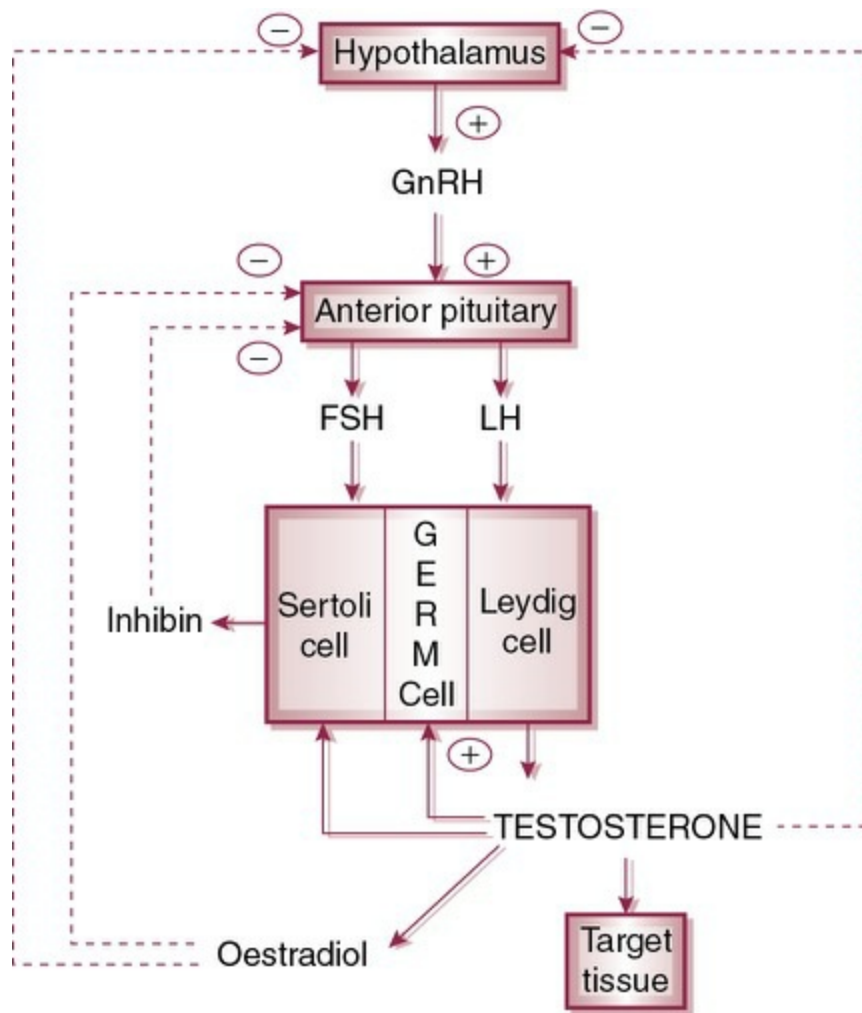 −
−
Hypothalamus
+
GnRH
−
+
Anterior pituitary
−
FSH
LH
Sertoli
cell
G
E
R
M
Cell
Leydig
cell
Inhibin
+
TESTOSTERONE
Oestradiol
Target
tissue